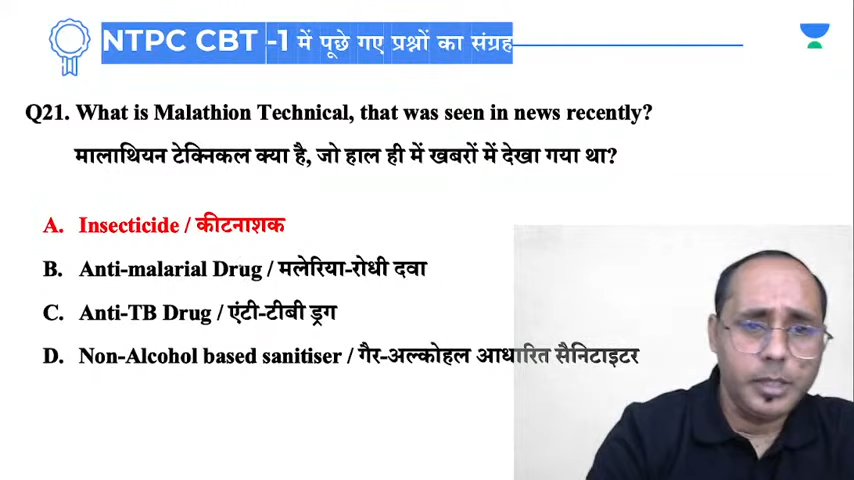 NTPC CBT -1 में पूछे गए प्रश्नों का संग्रह
Q21. What is Malathion Technical, that was seen in news recently?
मालाथियन टेक्निकल क्या है, जो हाल ही में खबरों में देखा गया था?
A. Insecticide / कीटनाशक
B. Anti-malarial Drug / मलेरिया-रोधी दवा
C. Anti-TB Drug / एंटी-टीबी ड्रग
D. Non-Alcohol based sanitiser / गैर-अल्कोहल आधारित सैनिटाइटर